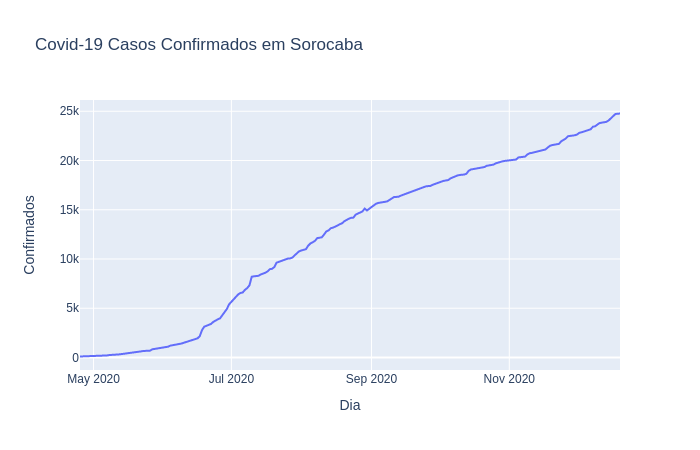 Covid-19 Casos Confirmados em Sorocaba
25k
20k
15k
10k
5k
0
Confirmados
May 2020
Jul 2020
Sep 2020
Nov 2020
Dia